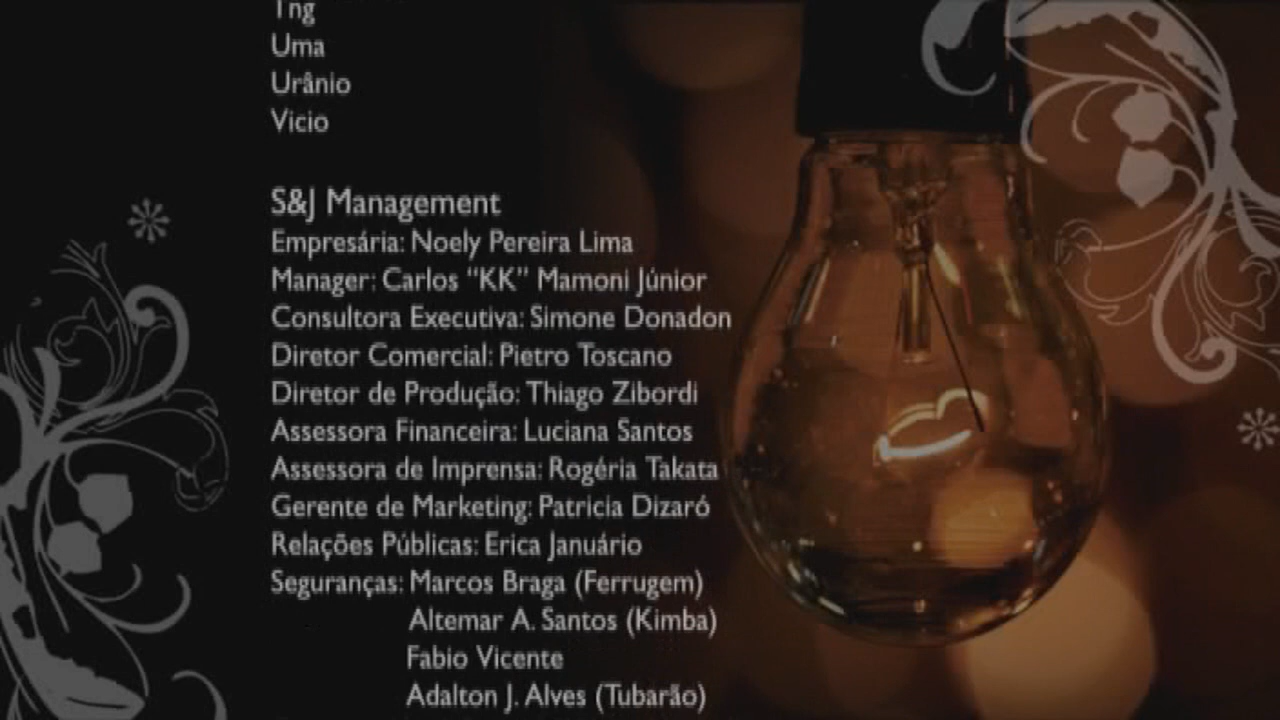 Tng
Uma
Urânio
Vicio
S&J Management
Empresária: Noely Pereira Lima
Manager: Carlos “KK” Mamoni Júnior
Consultora Executiva: Simone Donadon
Diretor Comercial: Pietro Toscano
Diretor de Produção: Thiago Zibordi
Assessora Financeira: Luciana Santos
Assessora de Imprensa: Rogéria Takata
Gerente de Marketing: Patricia Dizaró
Relações Públicas: Erica Januário
Seguranças: Marcos Braga (Ferrugem)
Altemar A. Santos (Kimba)
Fabio Vicente
Adalton J. Alves (Tubarão)